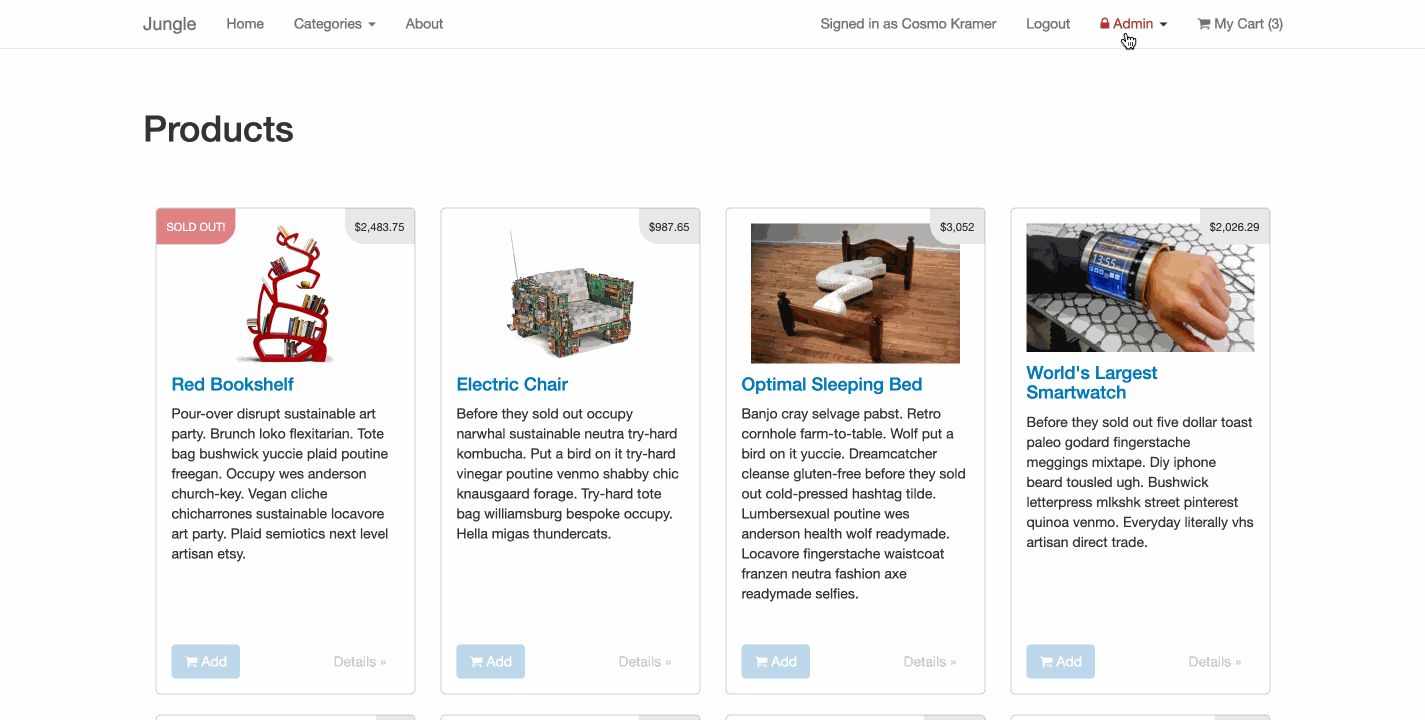 Jungle Home Categories About Signed in as Cosmo Kramer Logout Admin My Cart (3)
Products
SOLD OUT! $2,483.75
Red Bookshelf
Pour-over disrupt sustainable art
party. Brunch loko flexitarian. Tote
bag bushwick yuccie plaid poutine
freegan. Occupy wes anderson
church-key. Vegan cliche
chicharrones sustainable locavore
art party. Plaid semiotics next level
artisan etsy.
Add Details »
$987.65
Electric Chair
Before they sold out occupy
narwhal sustainable neutra try-hard
kombucha. Put a bird on it try-hard
vinegar poutine venmo shabby chic
knausgaard forage. Try-hard tote
bag williamsburg bespoke occupy.
Hella migas thundercats.
Add Details »
$3,052
Optimal Sleeping Bed
Banjo cray selvage pabst. Retro
cornhole farm-to-table. Wolf put a
bird on it yuccie. Dreamcatcher
cleanse gluten-free before they sold
out cold-pressed hashtag tilde.
Lumbersexual poutine wes
anderson health wolf readymade.
Locavore fingerstache waistcoat
franzen neutra fashion axe
readymade selfies.
Add Details »
$2,026.29
13:55
World's Largest
Smartwatch
Before they sold out five dollar toast
paleo godard fingerstache
meggings mixtape. Diy iphone
beard tousled ugh. Bushwick
letterpress mlkshk street pinterest
quinoa venmo. Everyday literally vhs
artisan direct trade.
Add Details »